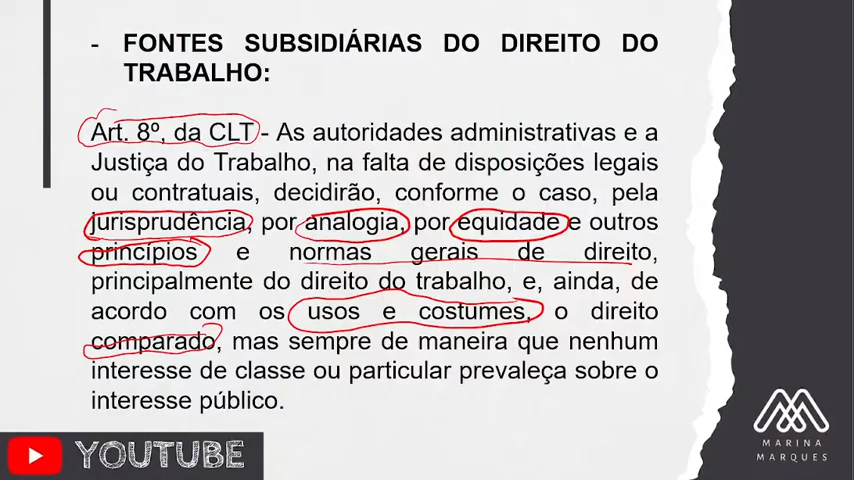 - FONTES SUBSIDIÁRIAS DO DIREITO DO
TRABALHO:
Art. 8º, da CLT - As autoridades administrativas e a
Justiça do Trabalho, na falta de disposições legais
ou contratuais, decidirão, conforme o caso, pela
jurisprudência, por analogia, por equidade e outros
princípios e normas gerais de direito,
principalmente do direito do trabalho, e, ainda, de
acordo com os usos e costumes, o direito
comparado, mas sempre de maneira que nenhum
interesse de classe ou particular prevaleça sobre o
interesse público.
YOUTUBE
MARINA
MARQUES